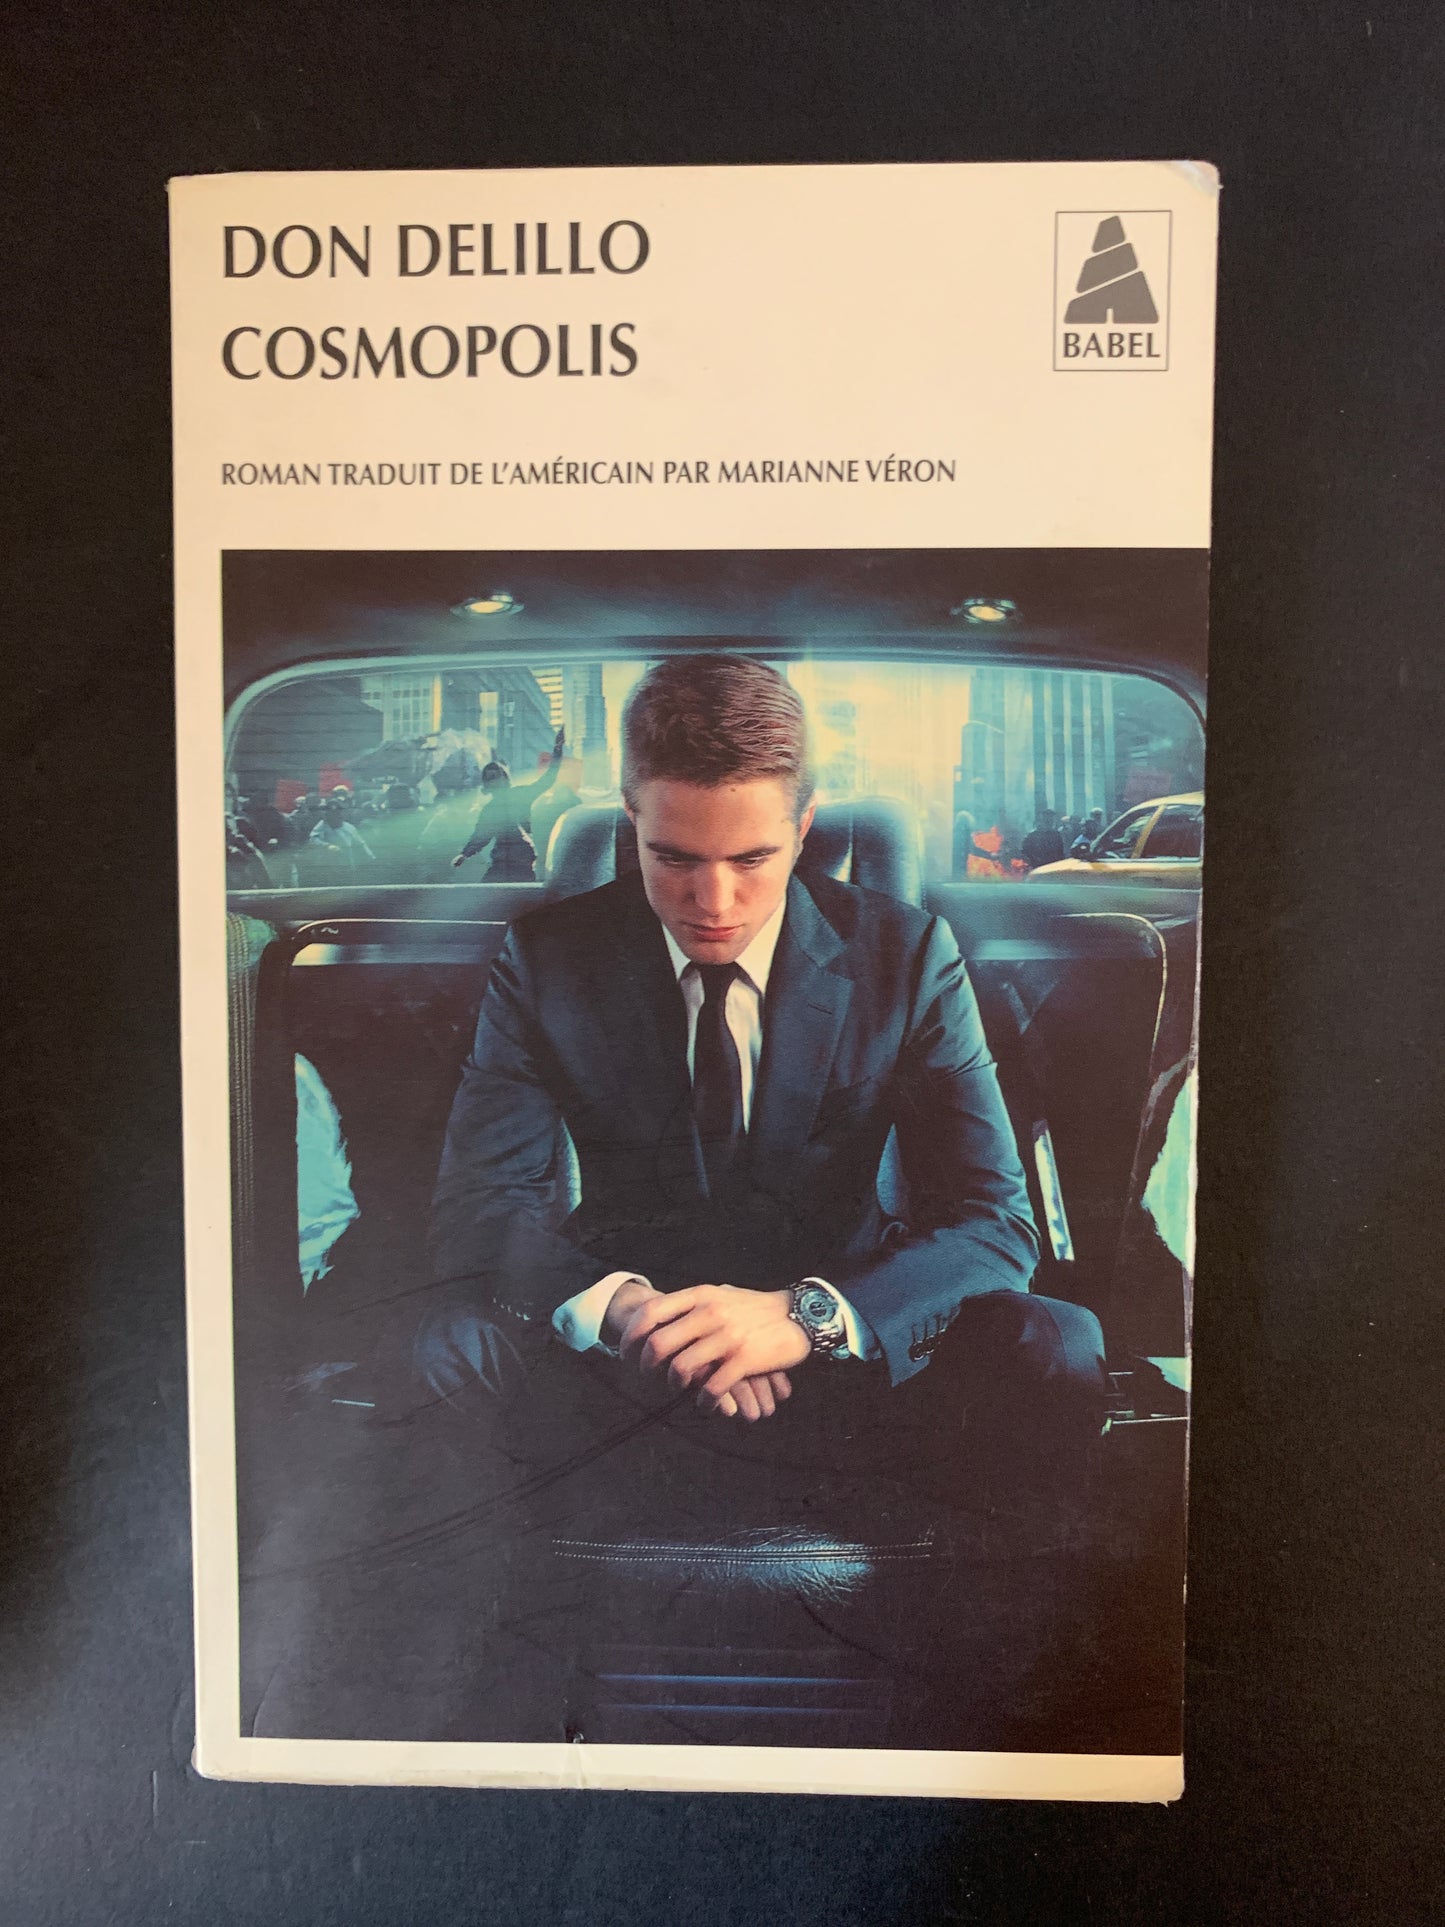 DON DELILLO
COSMOPOLIS
BABEL
ROMAN TRADUIT DE L'AMÉRICAIN PAR MARIANNE VÉRON